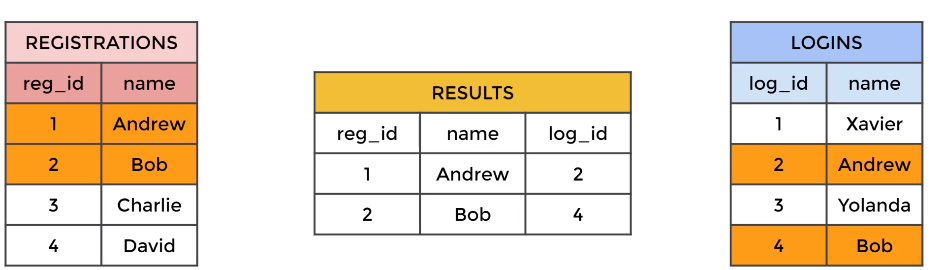 REGISTRATIONS
reg_id name
1 Andrew
2 Bob
3 Charlie
4 David
RESULTS
reg_id name log_id
1 Andrew 2
2 Bob 4
LOGINS
log_id name
1 Xavier
2 Andrew
3 Yolanda
4 Bob